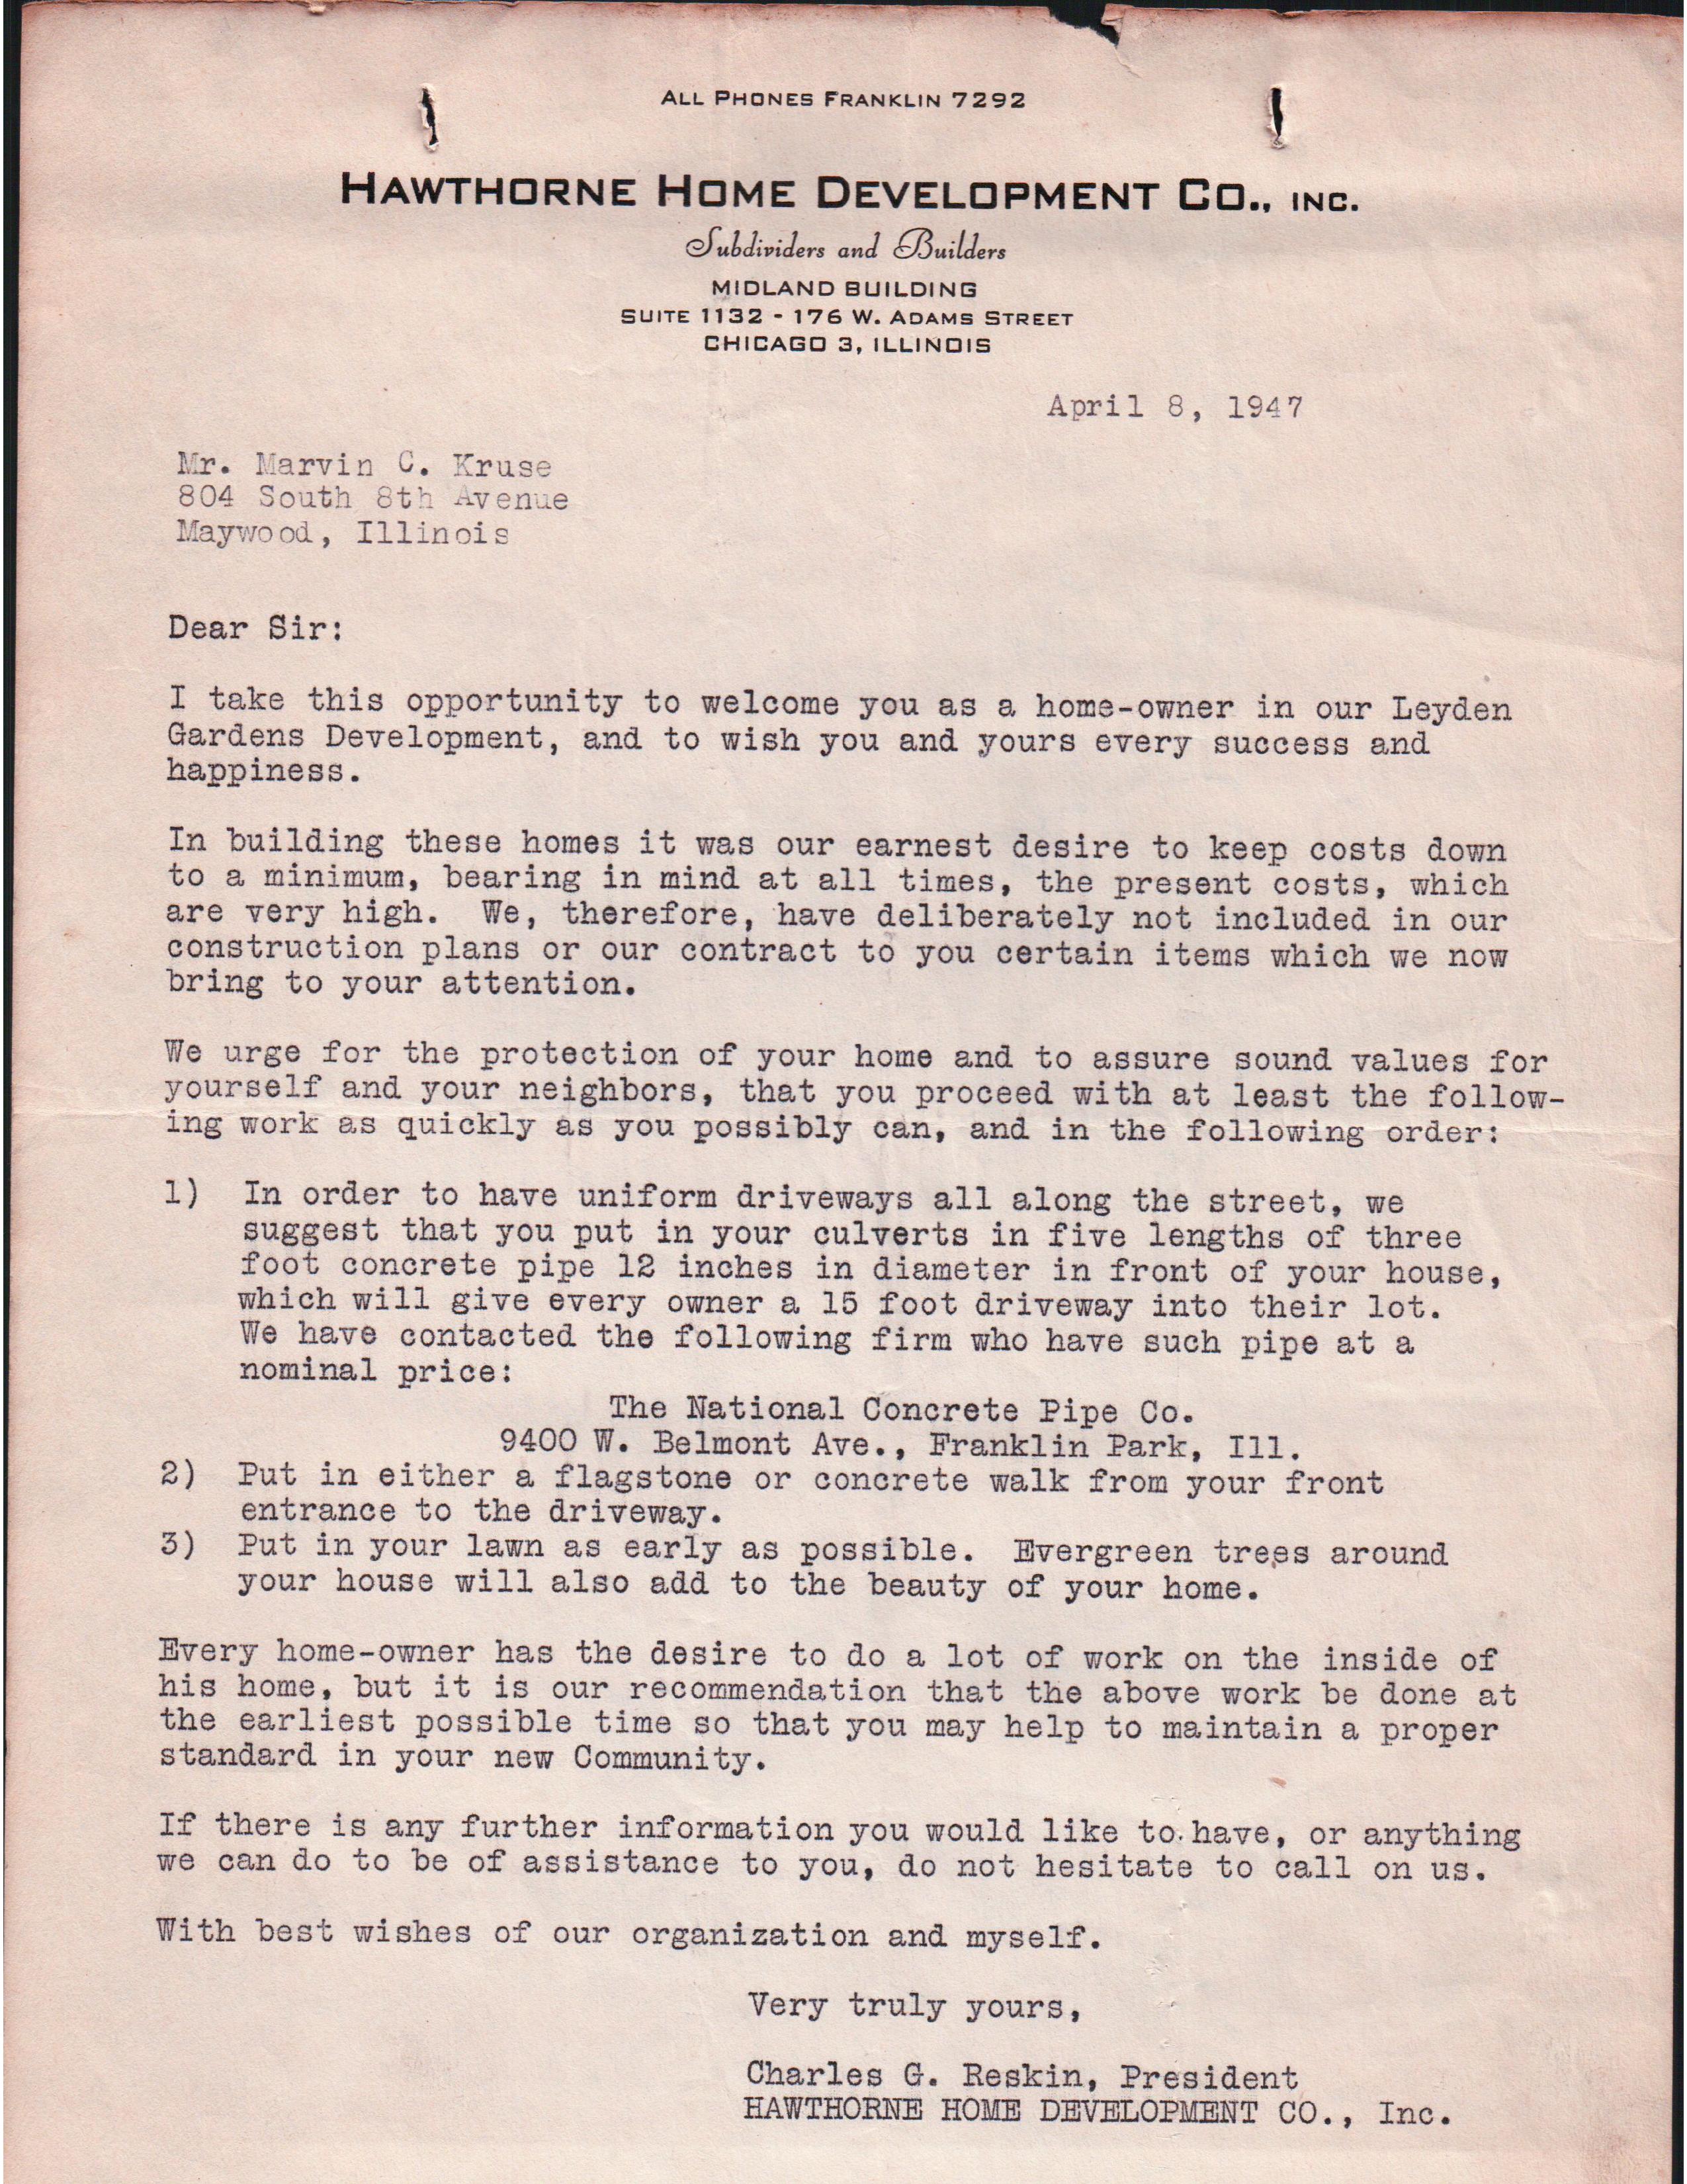 ALL PHONES FRANKLIN 7292
HAWTHORNE HOME DEVELOPMENT CO., INC.
Subdividers and Builders
MIDLAND BUILDING
SUITE 1132 - 176 W. ADAMS STREET
CHICAGO 3, ILLINOIS
April 8, 1947
Mr. Marvin C. Kruse
804 South 8th Avenue
Maywood, Illinois
Dear Sir:
I take this opportunity to welcome you as a home-owner in our Leyden
Gardens Development, and to wish you and yours every success and
happiness.
In building these homes it was our earnest desire to keep costs down
to a minimum, bearing in mind at all times, the present costs, which
are very high. We, therefore, have deliberately not included in our
construction plans or our contract to you certain items which we now
bring to your attention.
We urge for the protection of your home and to assure sound values for
yourself and your neighbors, that you proceed with at least the follow-
ing work as quickly as you possibly can, and in the following order:
1) In order to have uniform driveways all along the street, we
suggest that you put in your culverts in five lengths of three
foot concrete pipe 12 inches in diameter in front of your house,
which will give every owner a 15 foot driveway into their lot.
We have contacted the following firm who have such pipe at a
nominal price:
The National Concrete Pipe Co.
9400 W. Belmont Ave., Franklin Park, Ill.
2) Put in either a flagstone or concrete walk from your front
entrance to the driveway.
3) Put in your lawn as early as possible. Evergreen trees around
your house will also add to the beauty of your home.
Every home-owner has the desire to do a lot of work on the inside of
his home, but it is our recommendation that the above work be done at
the earliest possible time so that you may help to maintain a proper
standard in your new Community.
If there is any further information you would like to have, or anything
we can do to be of assistance to you, do not hesitate to call on us.
With best wishes of our organization and myself.
Very truly yours,
Charles G. Reskin, President
HAWTHORNE HOME DEVELOPMENT CO., Inc.